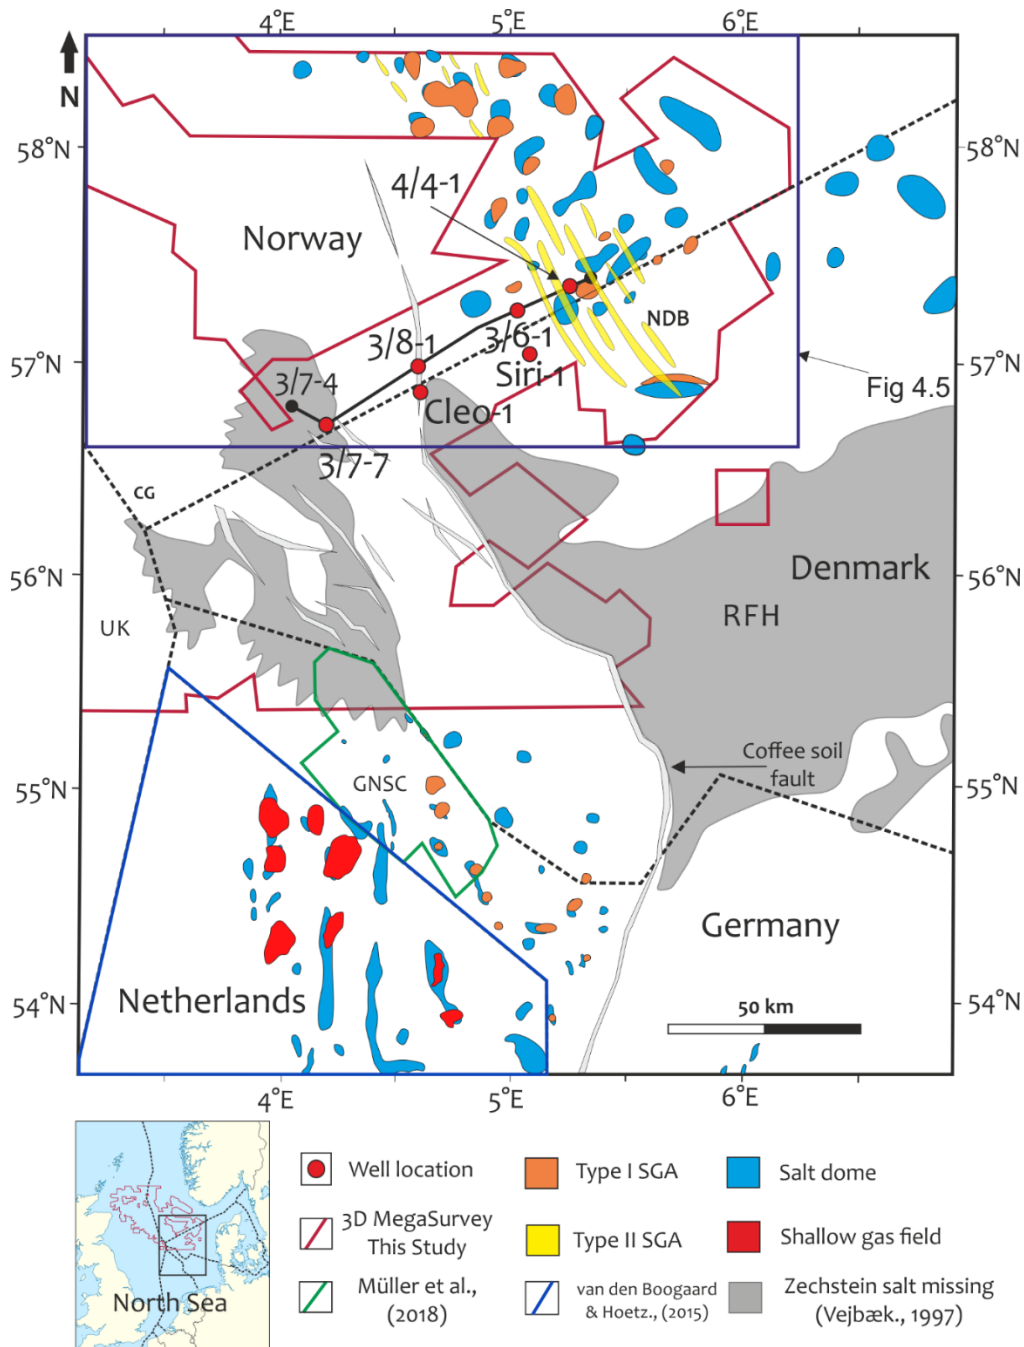 4°E
5°E
6°E
N
58°N
58°N
4/4-1
Norway
NDB
3/8-1
3/6-1
57°N
57°N
Siri-1
3/7-4
Fig 4.5
Cleo-1
3/7-7
CG
56°N
56°N
Denmark
RFH
UK
Coffee soil
fault
55°N
55°N
GNSC
Germany
Netherlands
54°N
54°N
50 km
4°E
5°E
6°E
North Sea
Well location
Type I SGA
Salt dome
3D MegaSurvey
This Study
Type II SGA
Shallow gas field
Müller et al.,
(2018)
van den Boogaard
& Hoetz., (2015)
Zechstein salt missing
(Vejbæk., 1997)